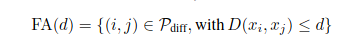 FA(d) = {(i, j) ∈ 𝒫_diff, with D(x_i, x_j) ≤ d}